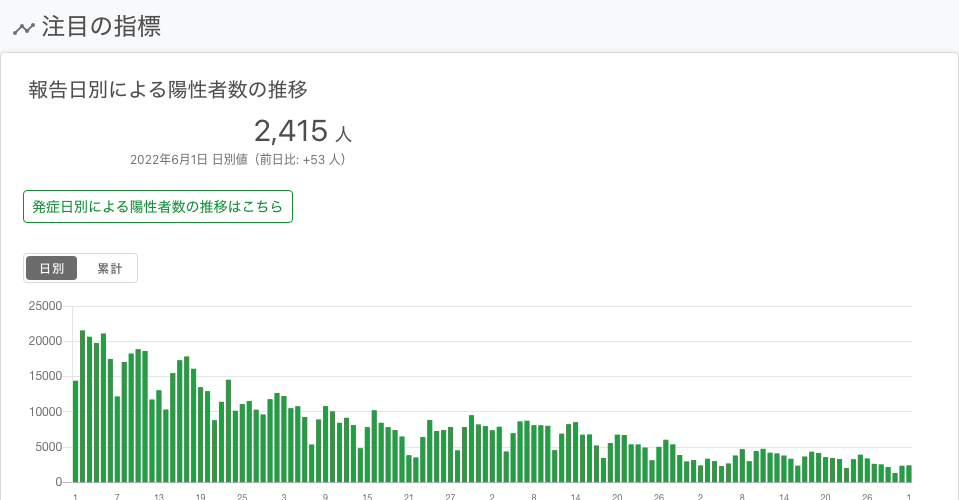 注目の指標
報告日別による陽性者数の推移
2,415 人
2022年6月1日 日別値（前日比: +53 人）
発症日別による陽性者数の推移はこちら
日別 累計
25000
20000
15000
10000
5000
0
1 7 13 19 25 3 9 15 21 27 2 8 14 20 26 2 8 14 20 26 1